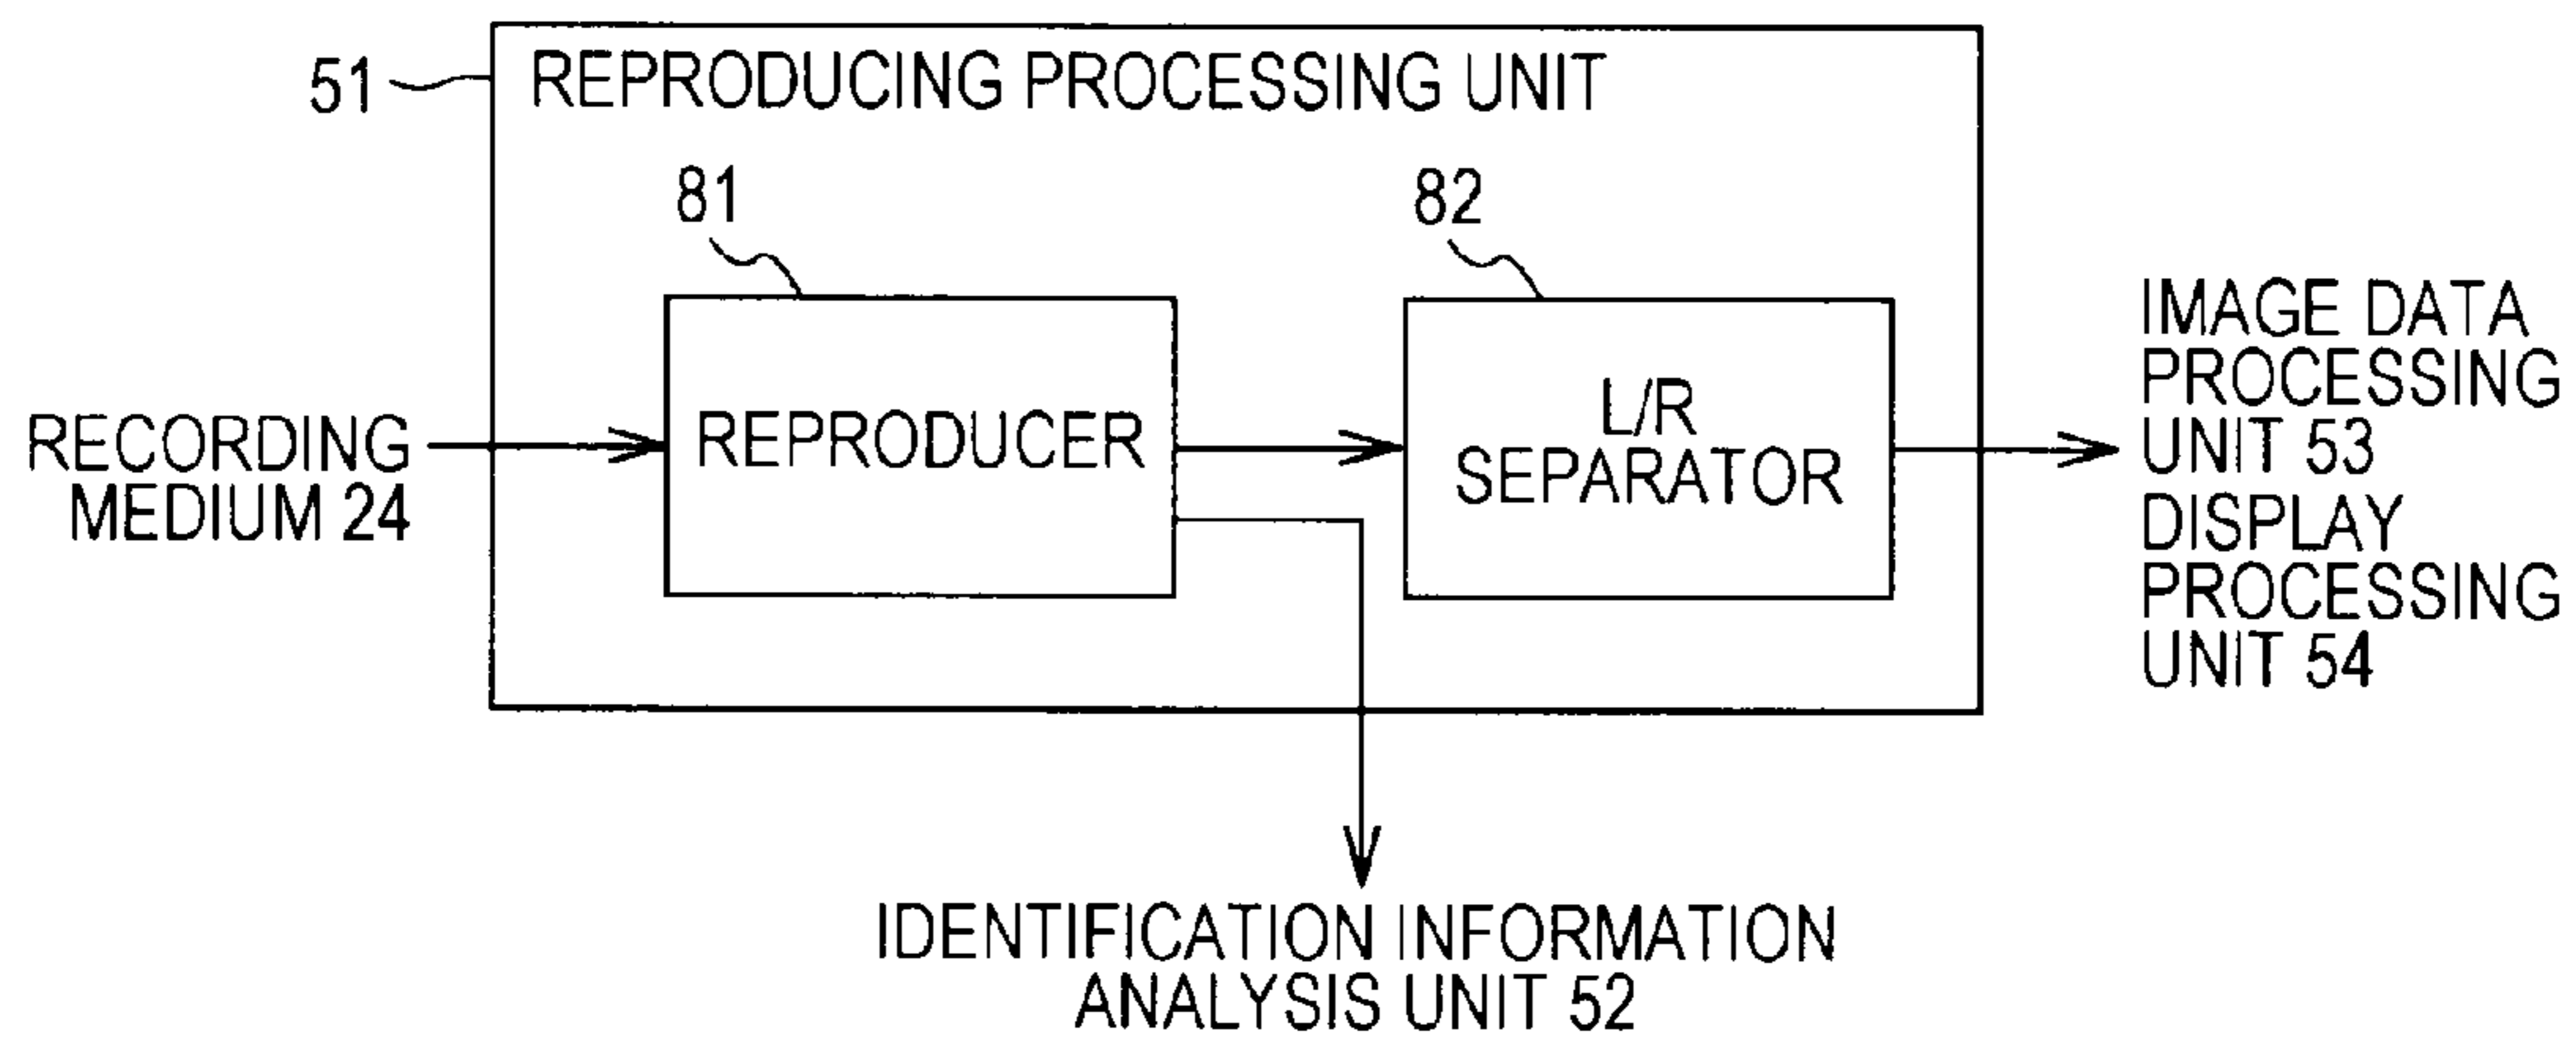 51
REPRODUCING PROCESSING UNIT
81
82
RECORDING
MEDIUM 24
REPRODUCER
L/R
SEPARATOR
IMAGE DATA
PROCESSING
UNIT 53
DISPLAY
PROCESSING
UNIT 54
IDENTIFICATION INFORMATION
ANALYSIS UNIT 52